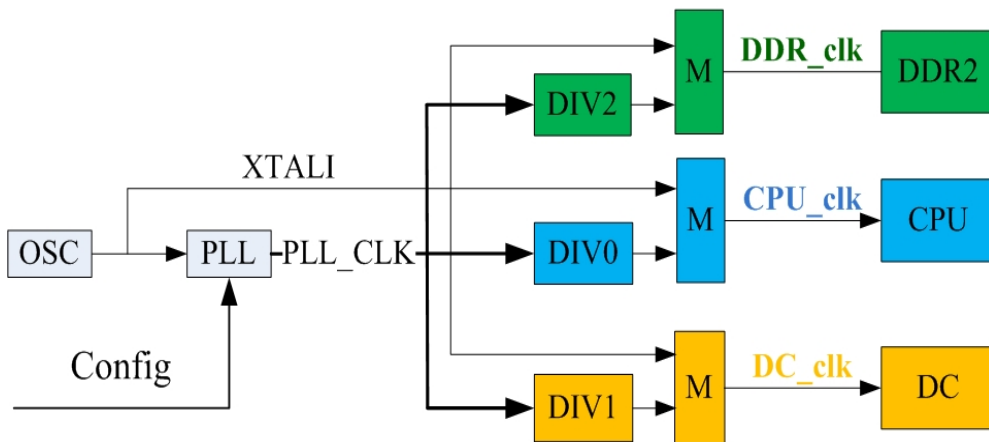 DDR_clk
M
DDR2
DIV2
XTALI
CPU_clk
M
CPU
OSC
PLL
PLL_CLK
DIV0
Config
DC_clk
M
DC
DIV1